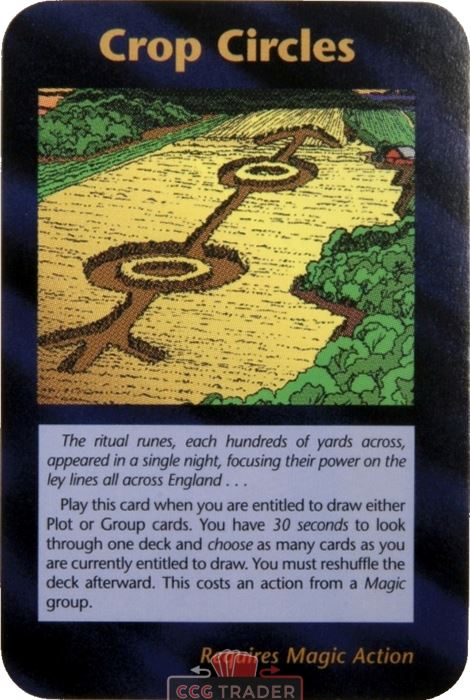 Crop Circles
The ritual runes, each hundreds of yards across,
appeared in a single night, focusing their power on the
ley lines all across England . . .
Play this card when you are entitled to draw either
Plot or Group cards. You have 30 seconds to look
through one deck and choose as many cards as you
are currently entitled to draw. You must reshuffle the
deck afterward. This costs an action from a Magic
group.
Requires Magic Action
CCG TRADER